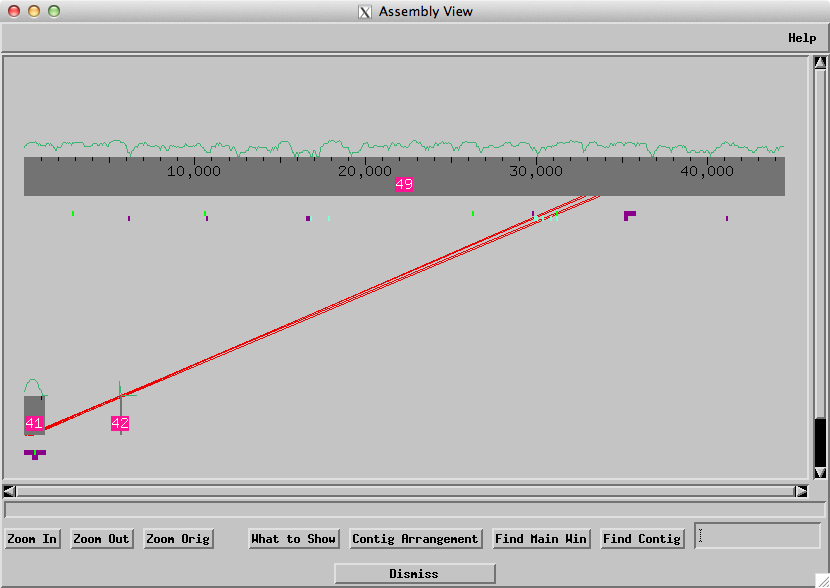 Assembly View
Help
10,000 20,000 30,000 40,000
49
41 42
Zoom In Zoom Out Zoom Orig What to Show Contig Arrangement Find Main Win Find Contig
Dismiss